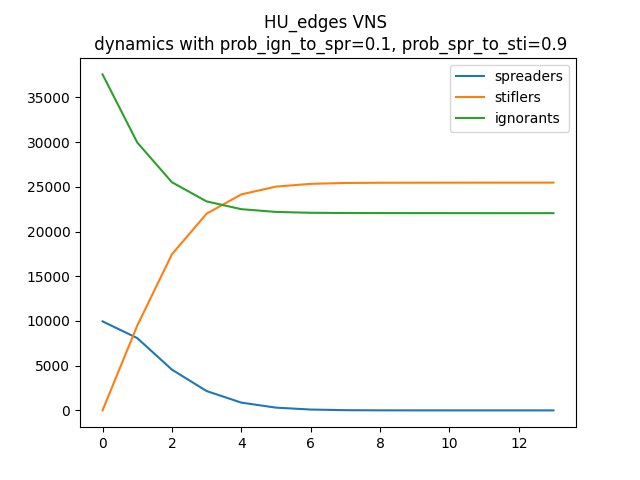 HU_edges VNS
dynamics with prob_ign_to_spr=0.1, prob_spr_to_sti=0.9
spreaders
stiflers
ignorants
35000
30000
25000
20000
15000
10000
5000
0
0 2 4 6 8 10 12